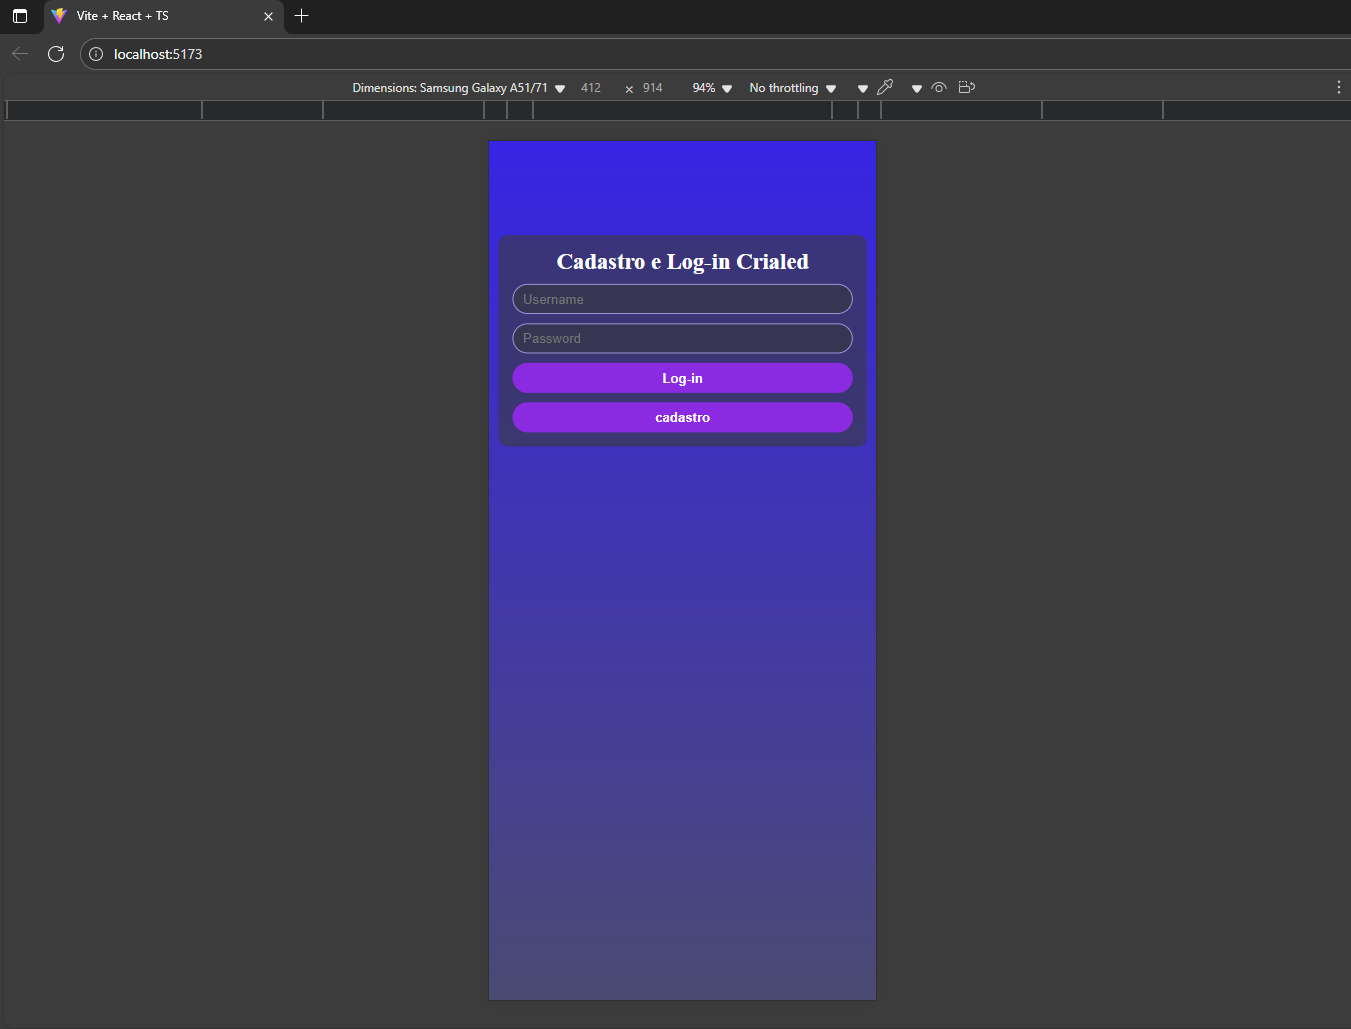 Vite + React + TS
localhost:5173
Dimensions: Samsung Galaxy A51/71 412 × 914 94% No throttling
Cadastro e Log-in Crialed
Username
Password
Log-in
cadastro